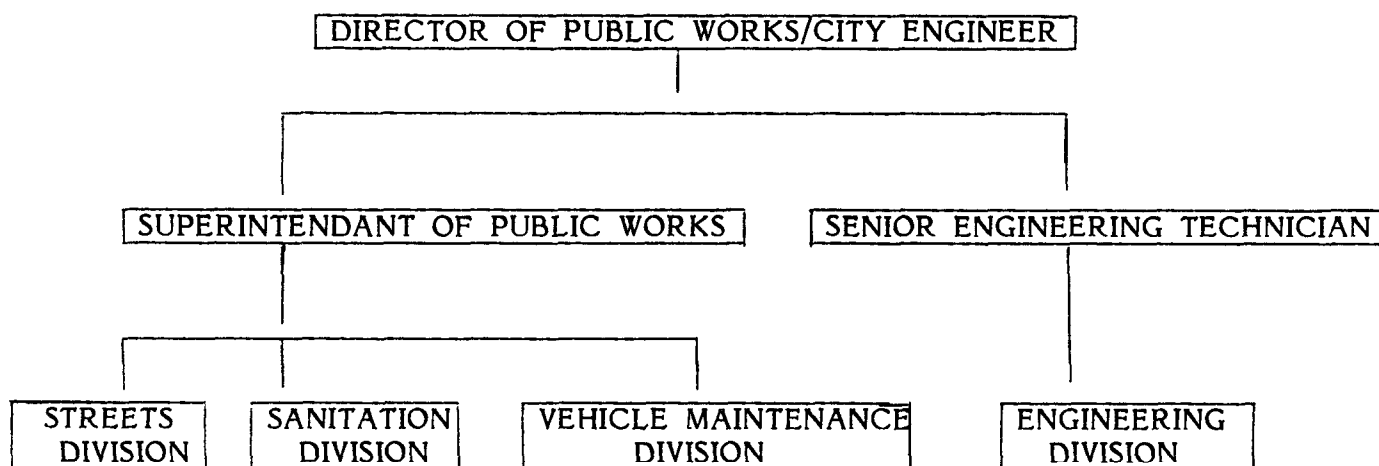 DIRECTOR OF PUBLIC WORKS/CITY ENGINEER
SUPERINTENDANT OF PUBLIC WORKS
SENIOR ENGINEERING TECHNICIAN
STREETS
DIVISION
SANITATION
DIVISION
VEHICLE MAINTENANCE
DIVISION
ENGINEERING
DIVISION